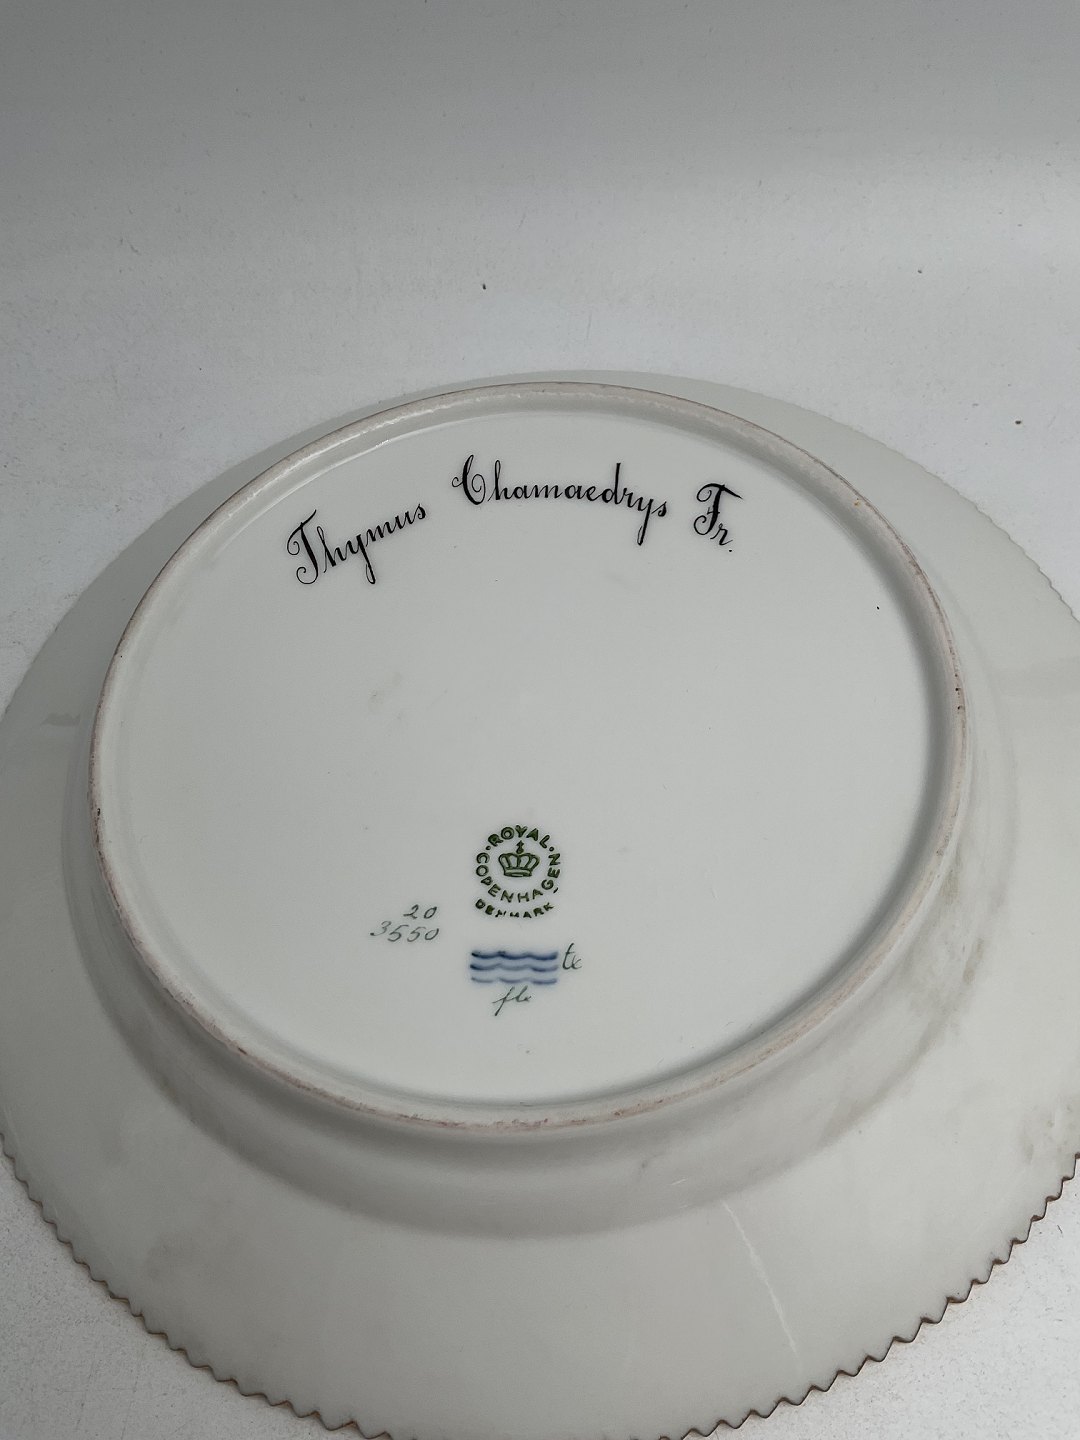 Thymus Chamaedrys Fr.
ROYAL COPENHAGEN
DENMARK
20
3550